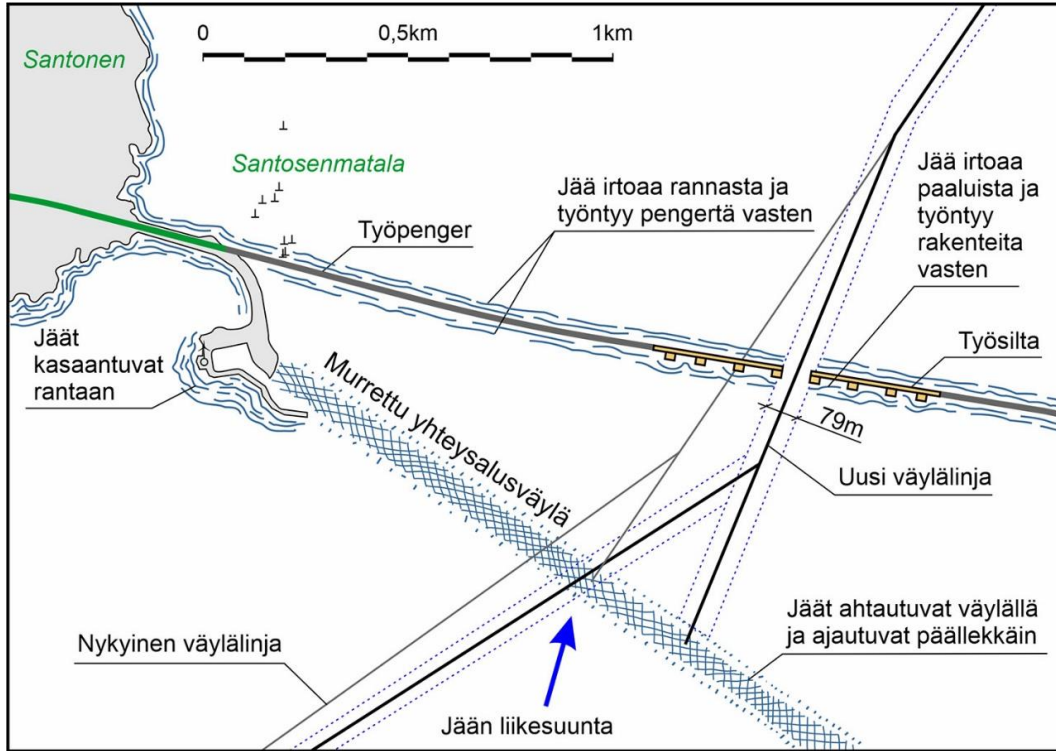 0 0,5km 1km
Santonen
Santosenmatala
Jää irtoaa rannasta ja
työntyy pengertä vasten
Jää irtoaa
paaluista ja
työntyy
rakenteita
vasten
Työpenger
Jäät
kasaantuvat
rantaan
Työsilta
Murrettu yhteysalusväylä
79m
Uusi väylälinja
Nykyinen väylälinja
Jäät ahtautuvat väylällä
ja ajautuvat päällekkäin
Jään liikesuunta